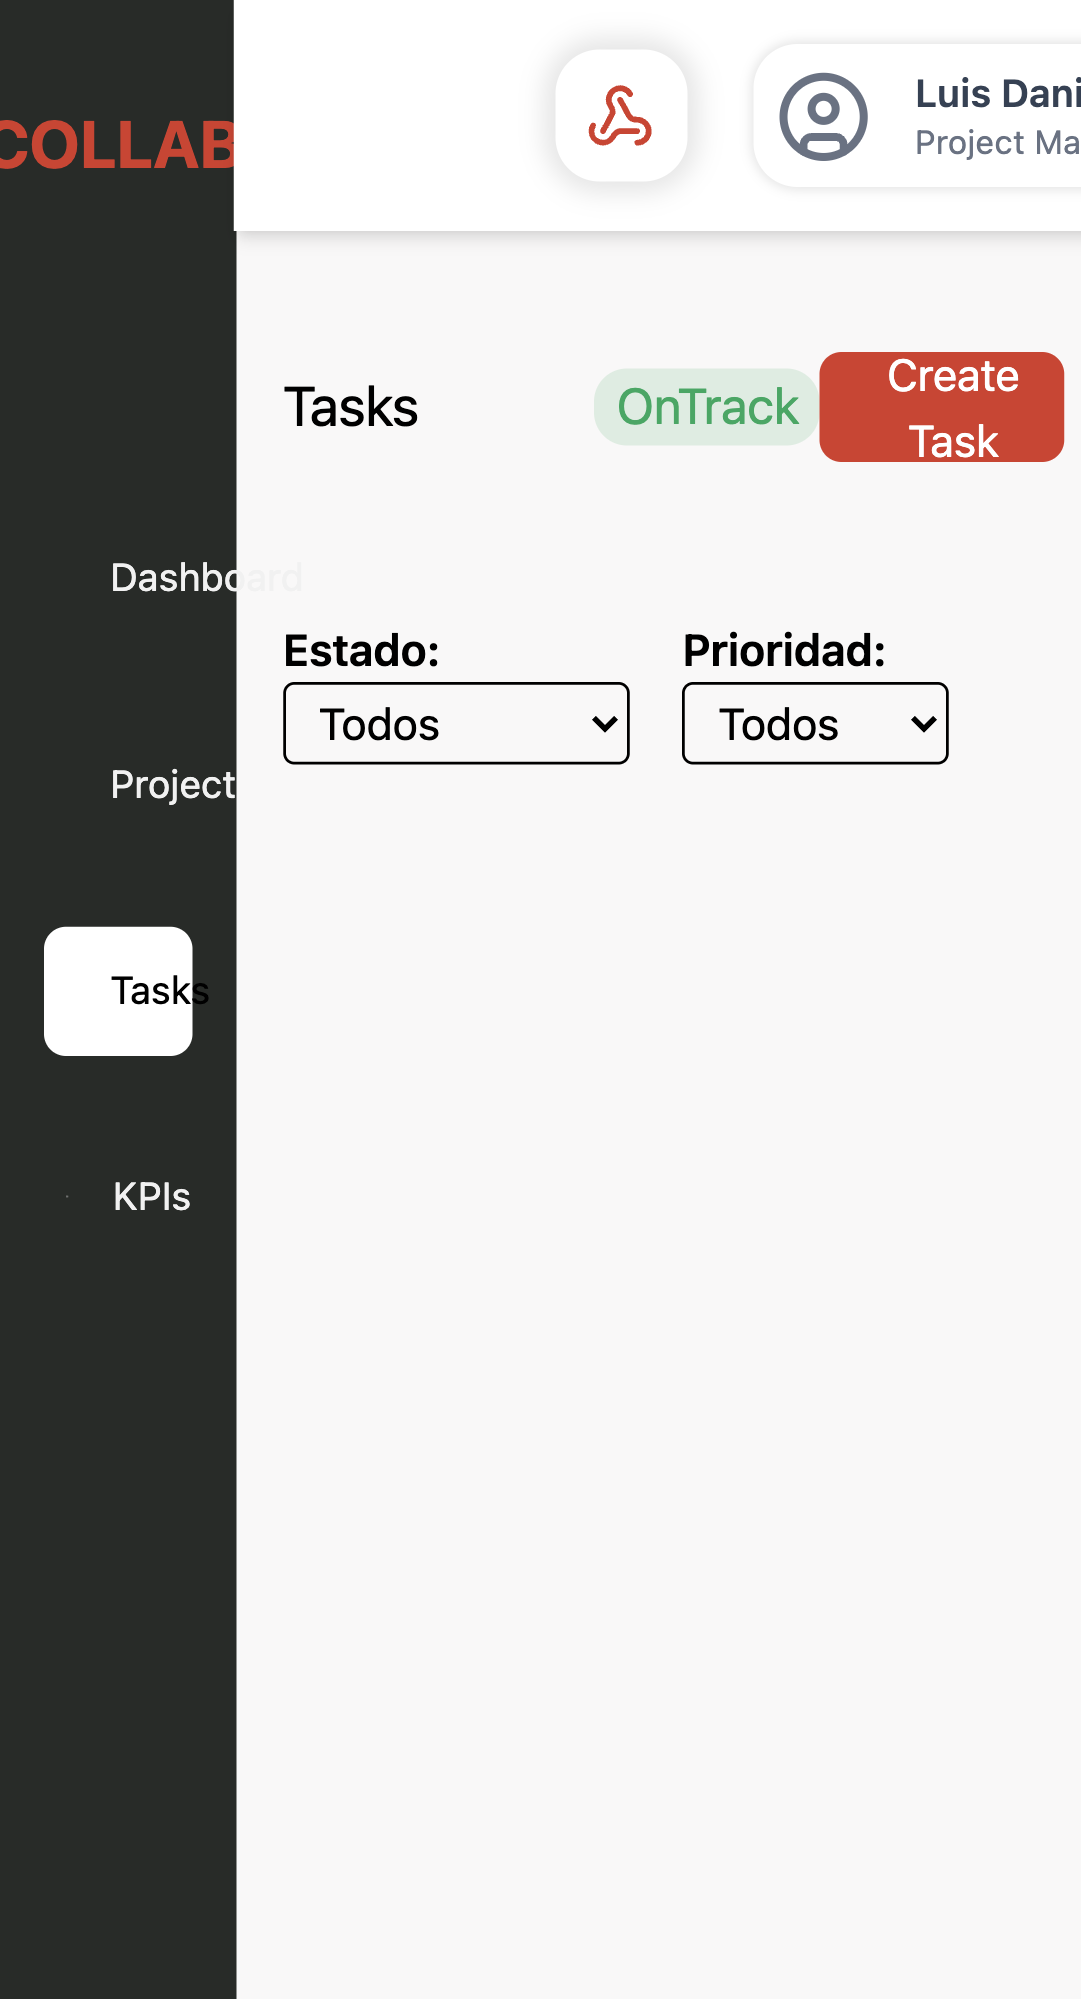 COLLAB
Luis Dani
Project Ma
Tasks
OnTrack
Create
Task
Dashboard
Estado:
Prioridad:
Todos
Todos
Project
Tasks
KPIs